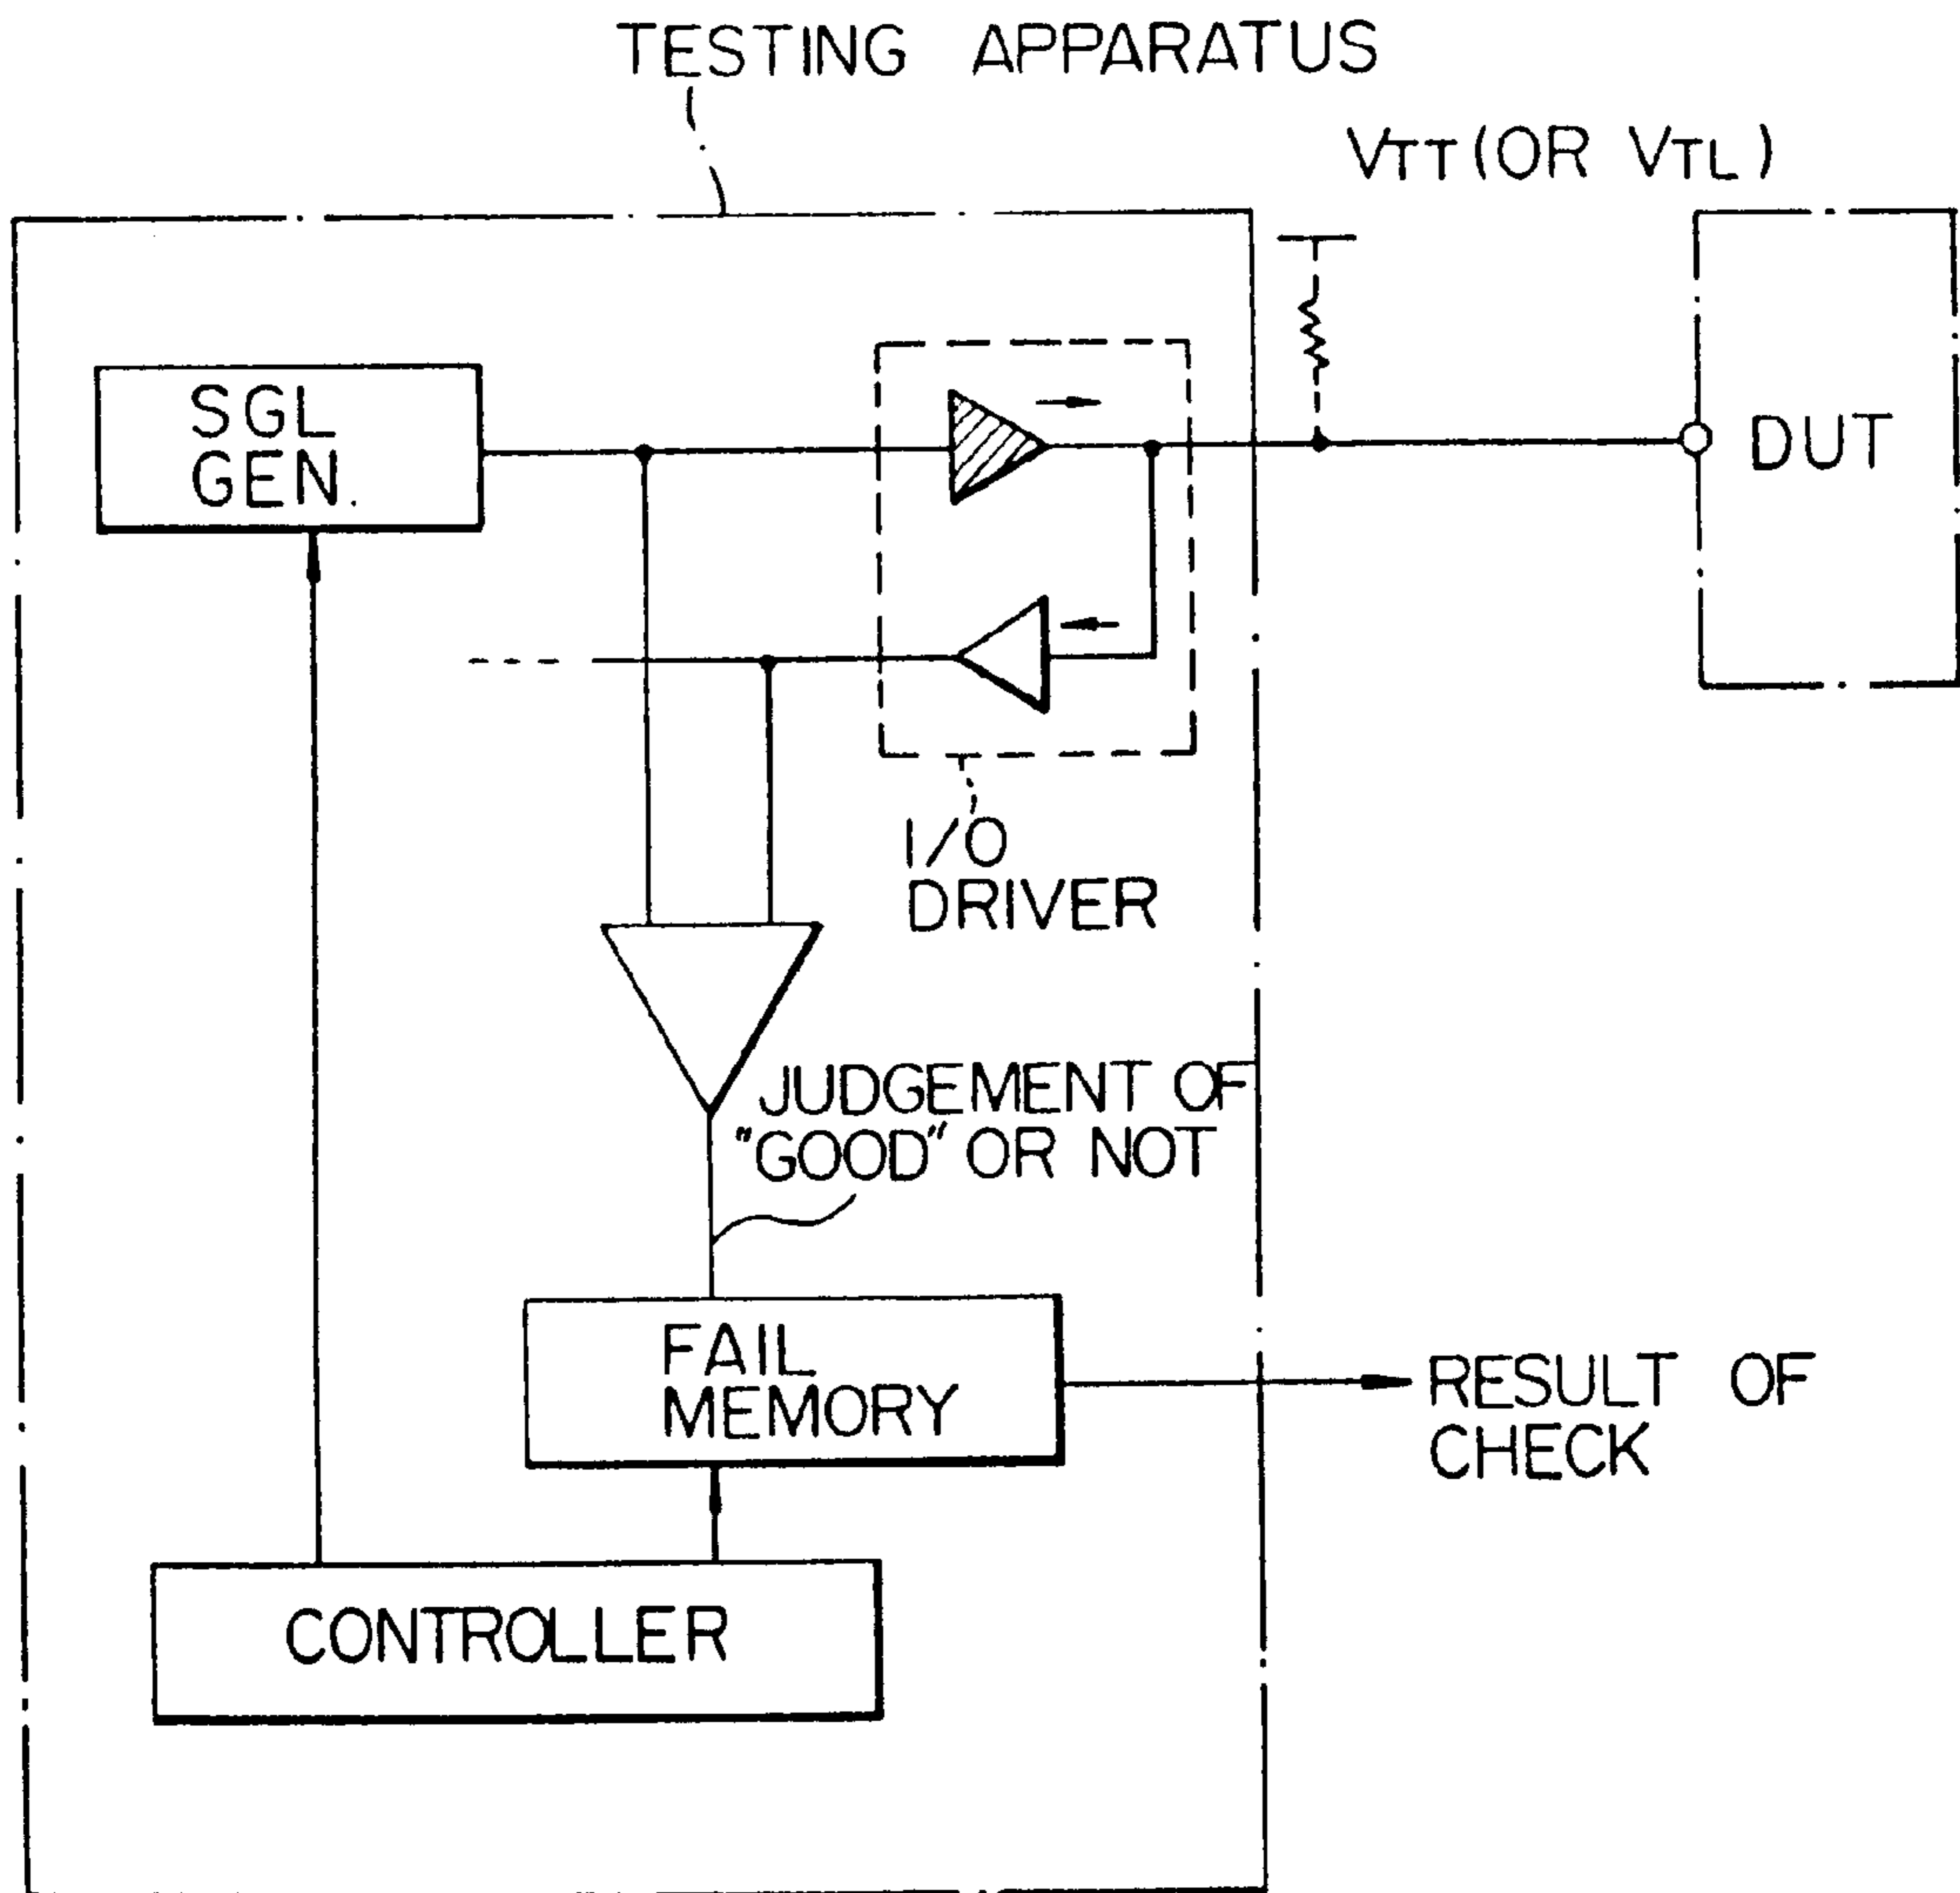 TESTING APPARATUS
VTT (OR VTL)
SGL
GEN.
DUT
I/O
DRIVER
JUDGEMENT OF
"GOOD" OR NOT
FAIL
MEMORY
RESULT OF
CHECK
CONTROLLER